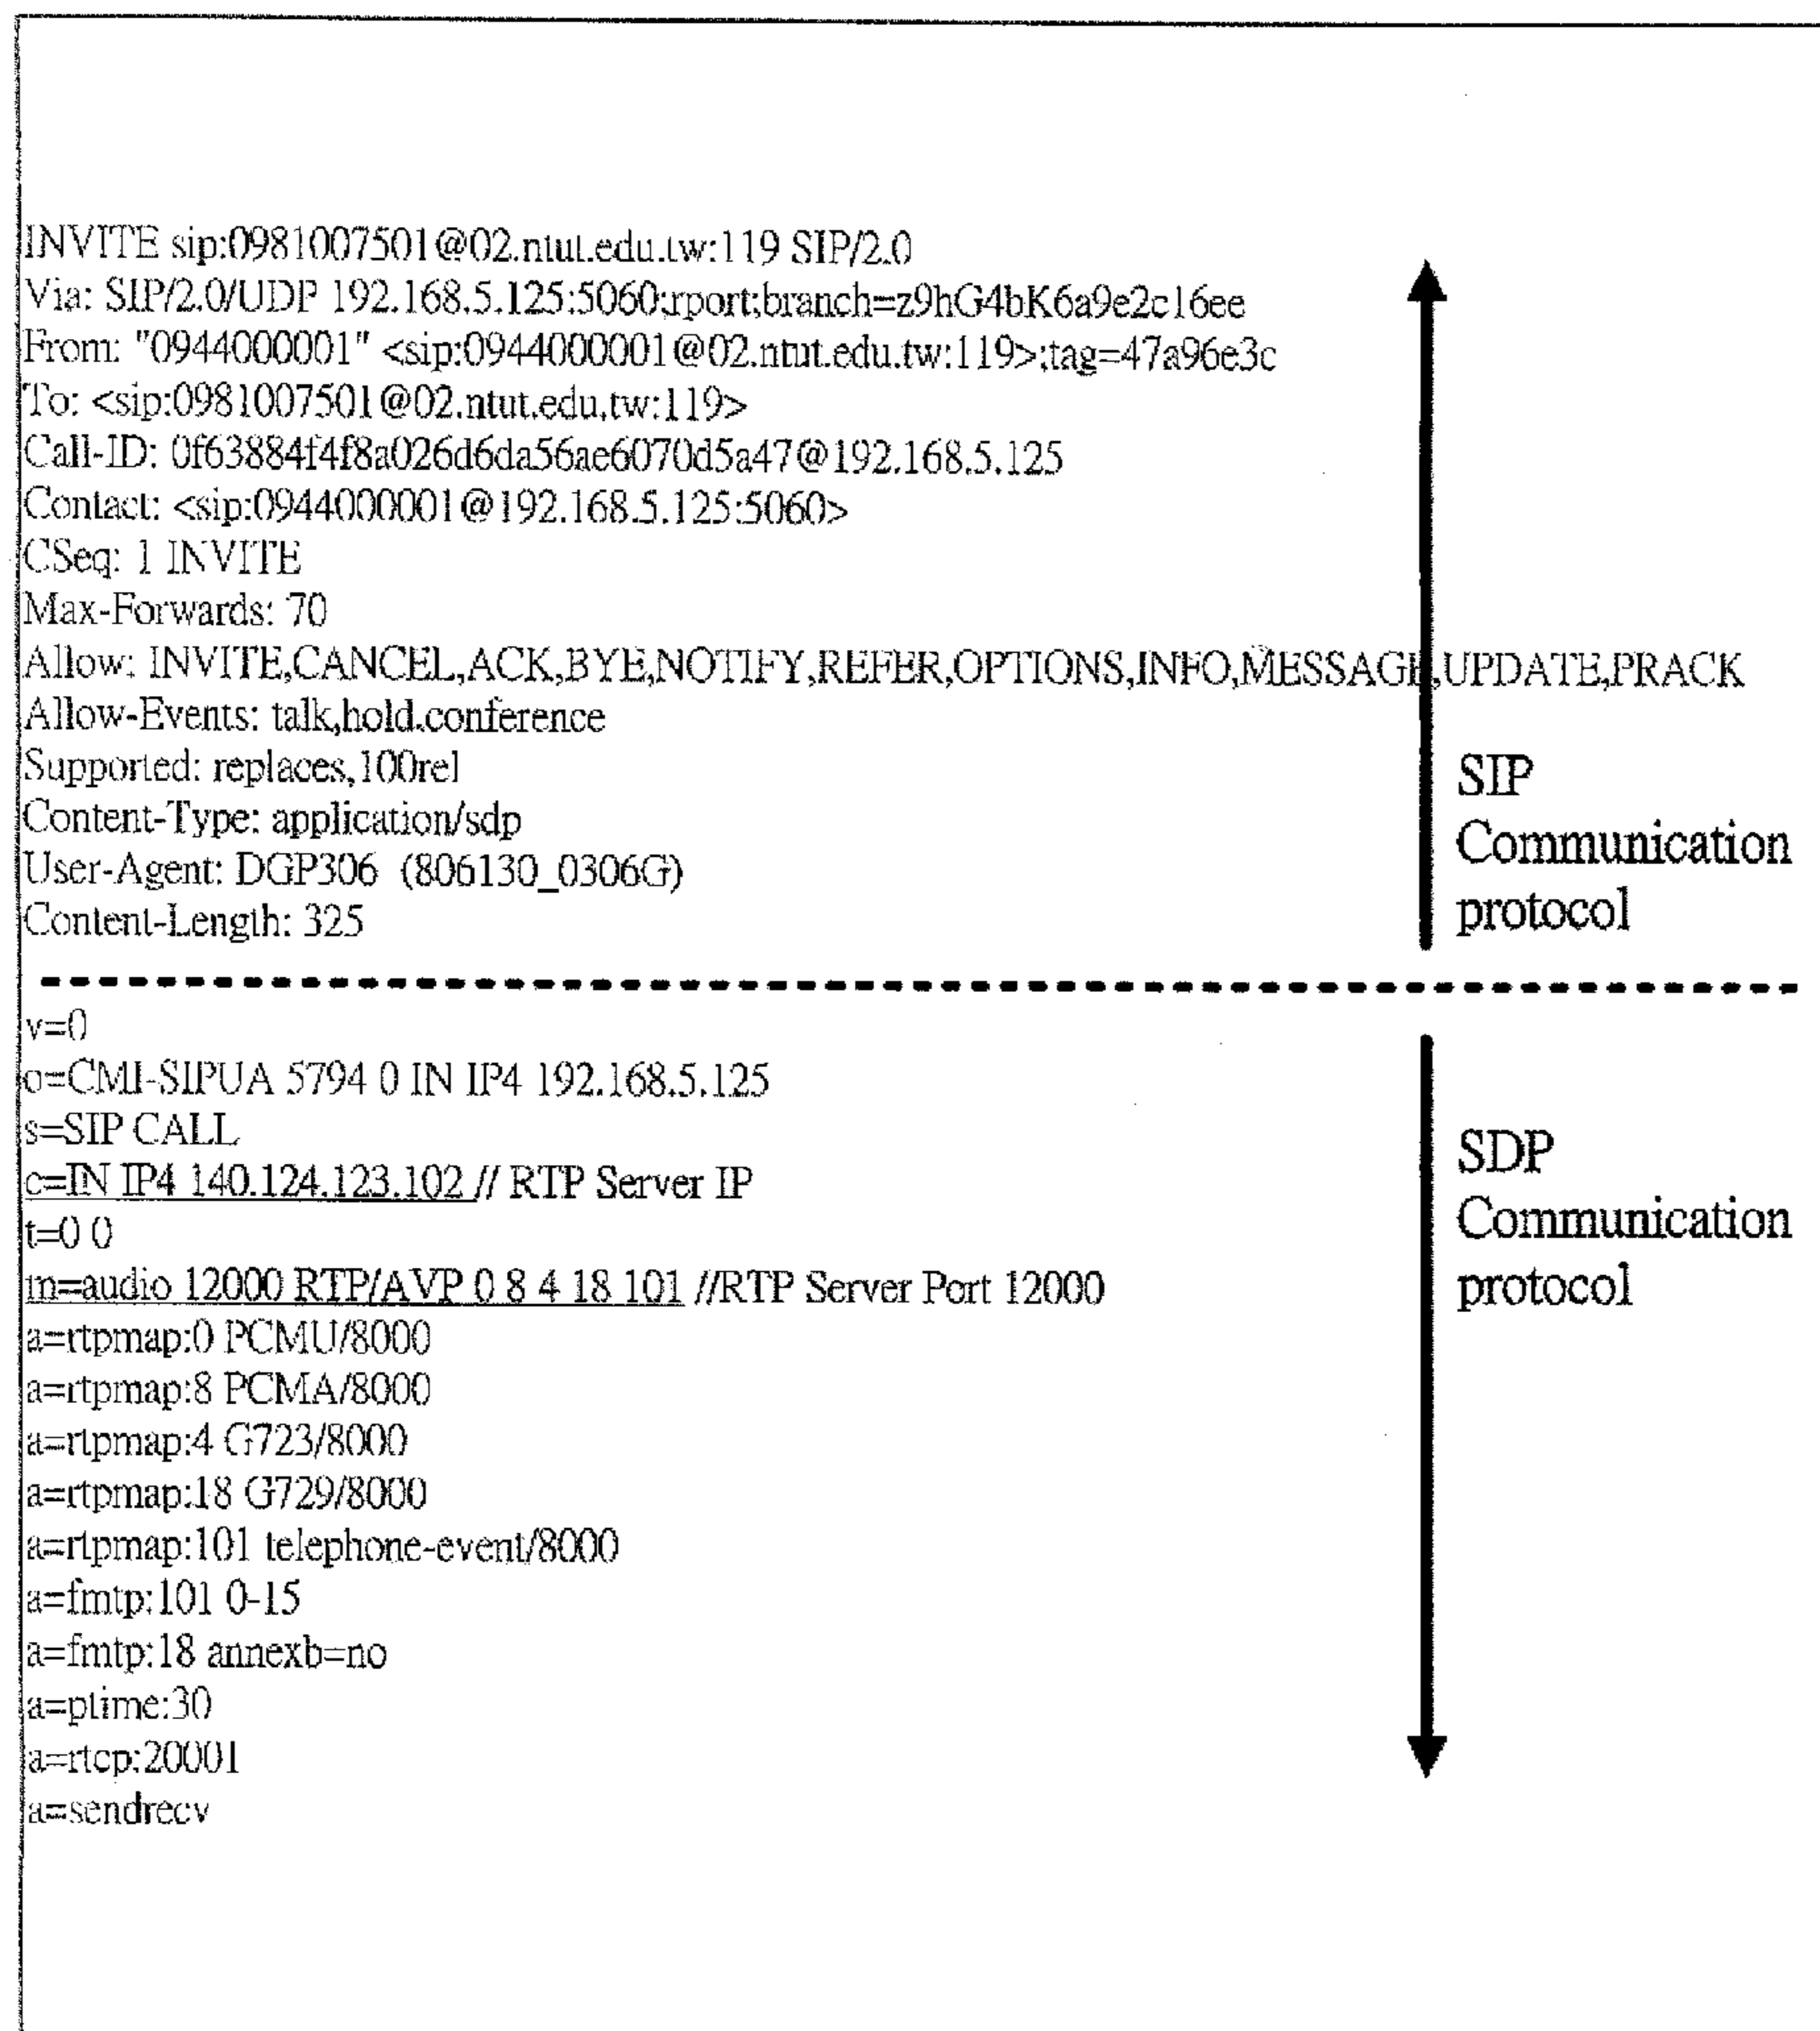 INVITE sip:0981007501@02.ntut.edu.tw:119 SIP/2.0
Via: SIP/2.0/UDP 192.168.5.125:5060;rport;branch=z9hG4bK6a9e2c16ee
From: "0944000001" <sip:0944000001@02.ntut.edu.tw:119>;tag=47a96e3c
To: <sip:0981007501@02.ntut.edu.tw:119>
Call-ID: 0f63884f4f8a026d6da56ae6070d5a47@192.168.5.125
Contact: <sip:0944000001@192.168.5.125:5060>
CSeq: 1 INVITE
Max-Forwards: 70
Allow: INVITE,CANCEL,ACK,BYE,NOTIFY,REFER,OPTIONS,INFO,MESSAGE,UPDATE,PRACK
Allow-Events: talk,hold,conference
Supported: replaces,100rel
Content-Type: application/sdp
User-Agent: DGP306 (806130_0306G)
Content-Length: 325
SIP
Communication
protocol
v=0
o=CMI-SIPUA 5794 0 IN IP4 192.168.5.125
s=SIP CALL
c=IN IP4 140.124.123.102 // RTP Server IP
t=0 0
m=audio 12000 RTP/AVP 0 8 4 18 101 //RTP Server Port 12000
a=rtpmap:0 PCMU/8000
a=rtpmap:8 PCMA/8000
a=rtpmap:4 G723/8000
a=rtpmap:18 G729/8000
a=rtpmap:101 telephone-event/8000
a=fmtp:101 0-15
a=fmtp:18 annexb=no
a=ptime:30
a=rtcp:20001
a=sendrecv
SDP
Communication
protocol